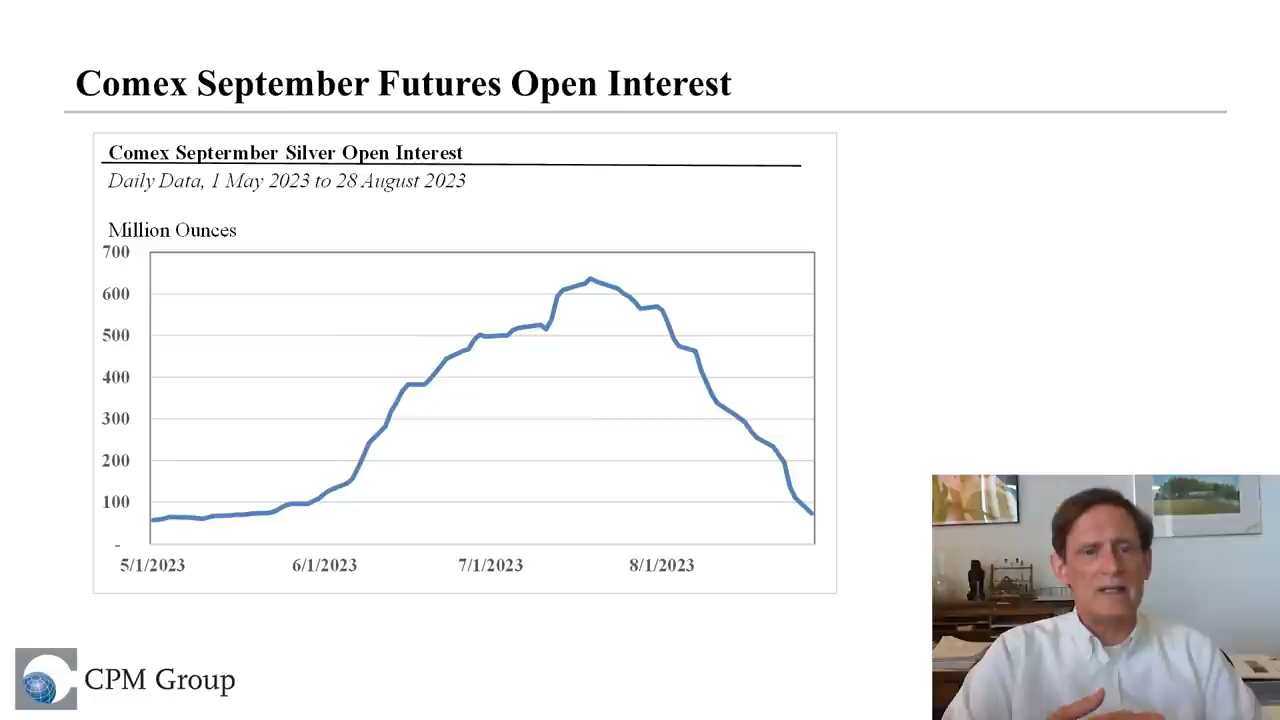 Comex September Futures Open Interest
Comex Septermber Silver Open Interest
Daily Data, 1 May 2023 to 28 August 2023
Million Ounces
700
600
500
400
300
200
100
-
5/1/2023 6/1/2023 7/1/2023 8/1/2023
CPM Group